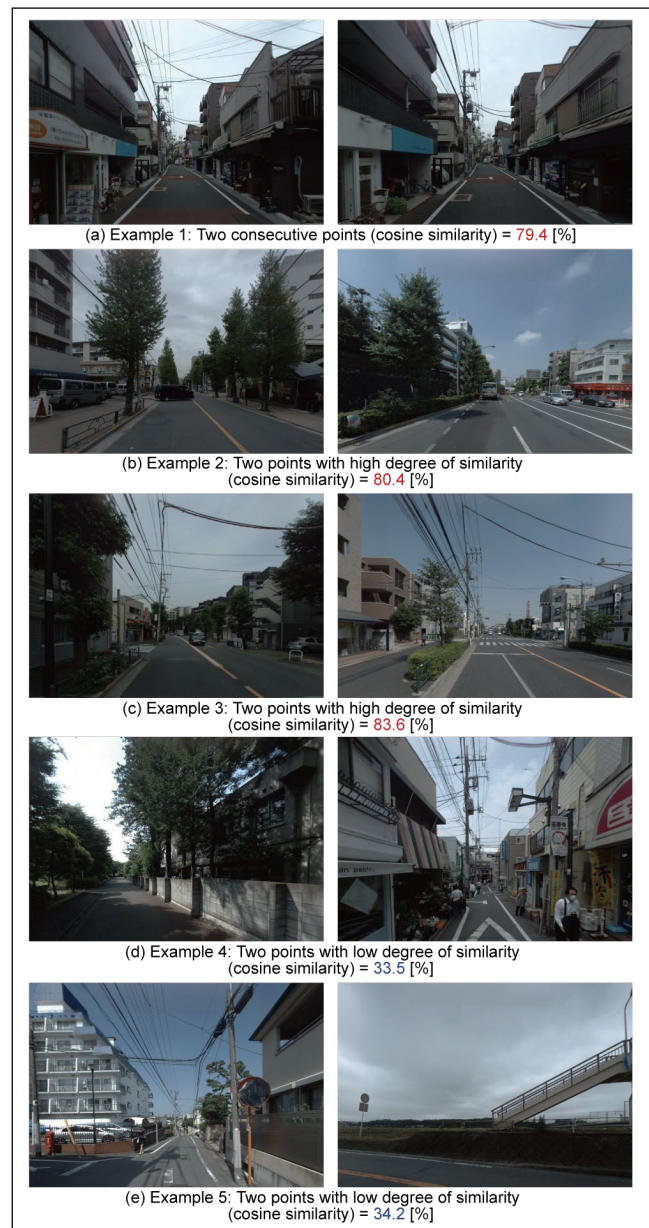 (a) Example 1: Two consecutive points (cosine similarity) = 79.4 [%]
(b) Example 2: Two points with high degree of similarity
(cosine similarity) = 80.4 [%]
(c) Example 3: Two points with high degree of similarity
(cosine similarity) = 83.6 [%]
(d) Example 4: Two points with low degree of similarity
(cosine similarity) = 33.5 [%]
(e) Example 5: Two points with low degree of similarity
(cosine similarity) = 34.2 [%]